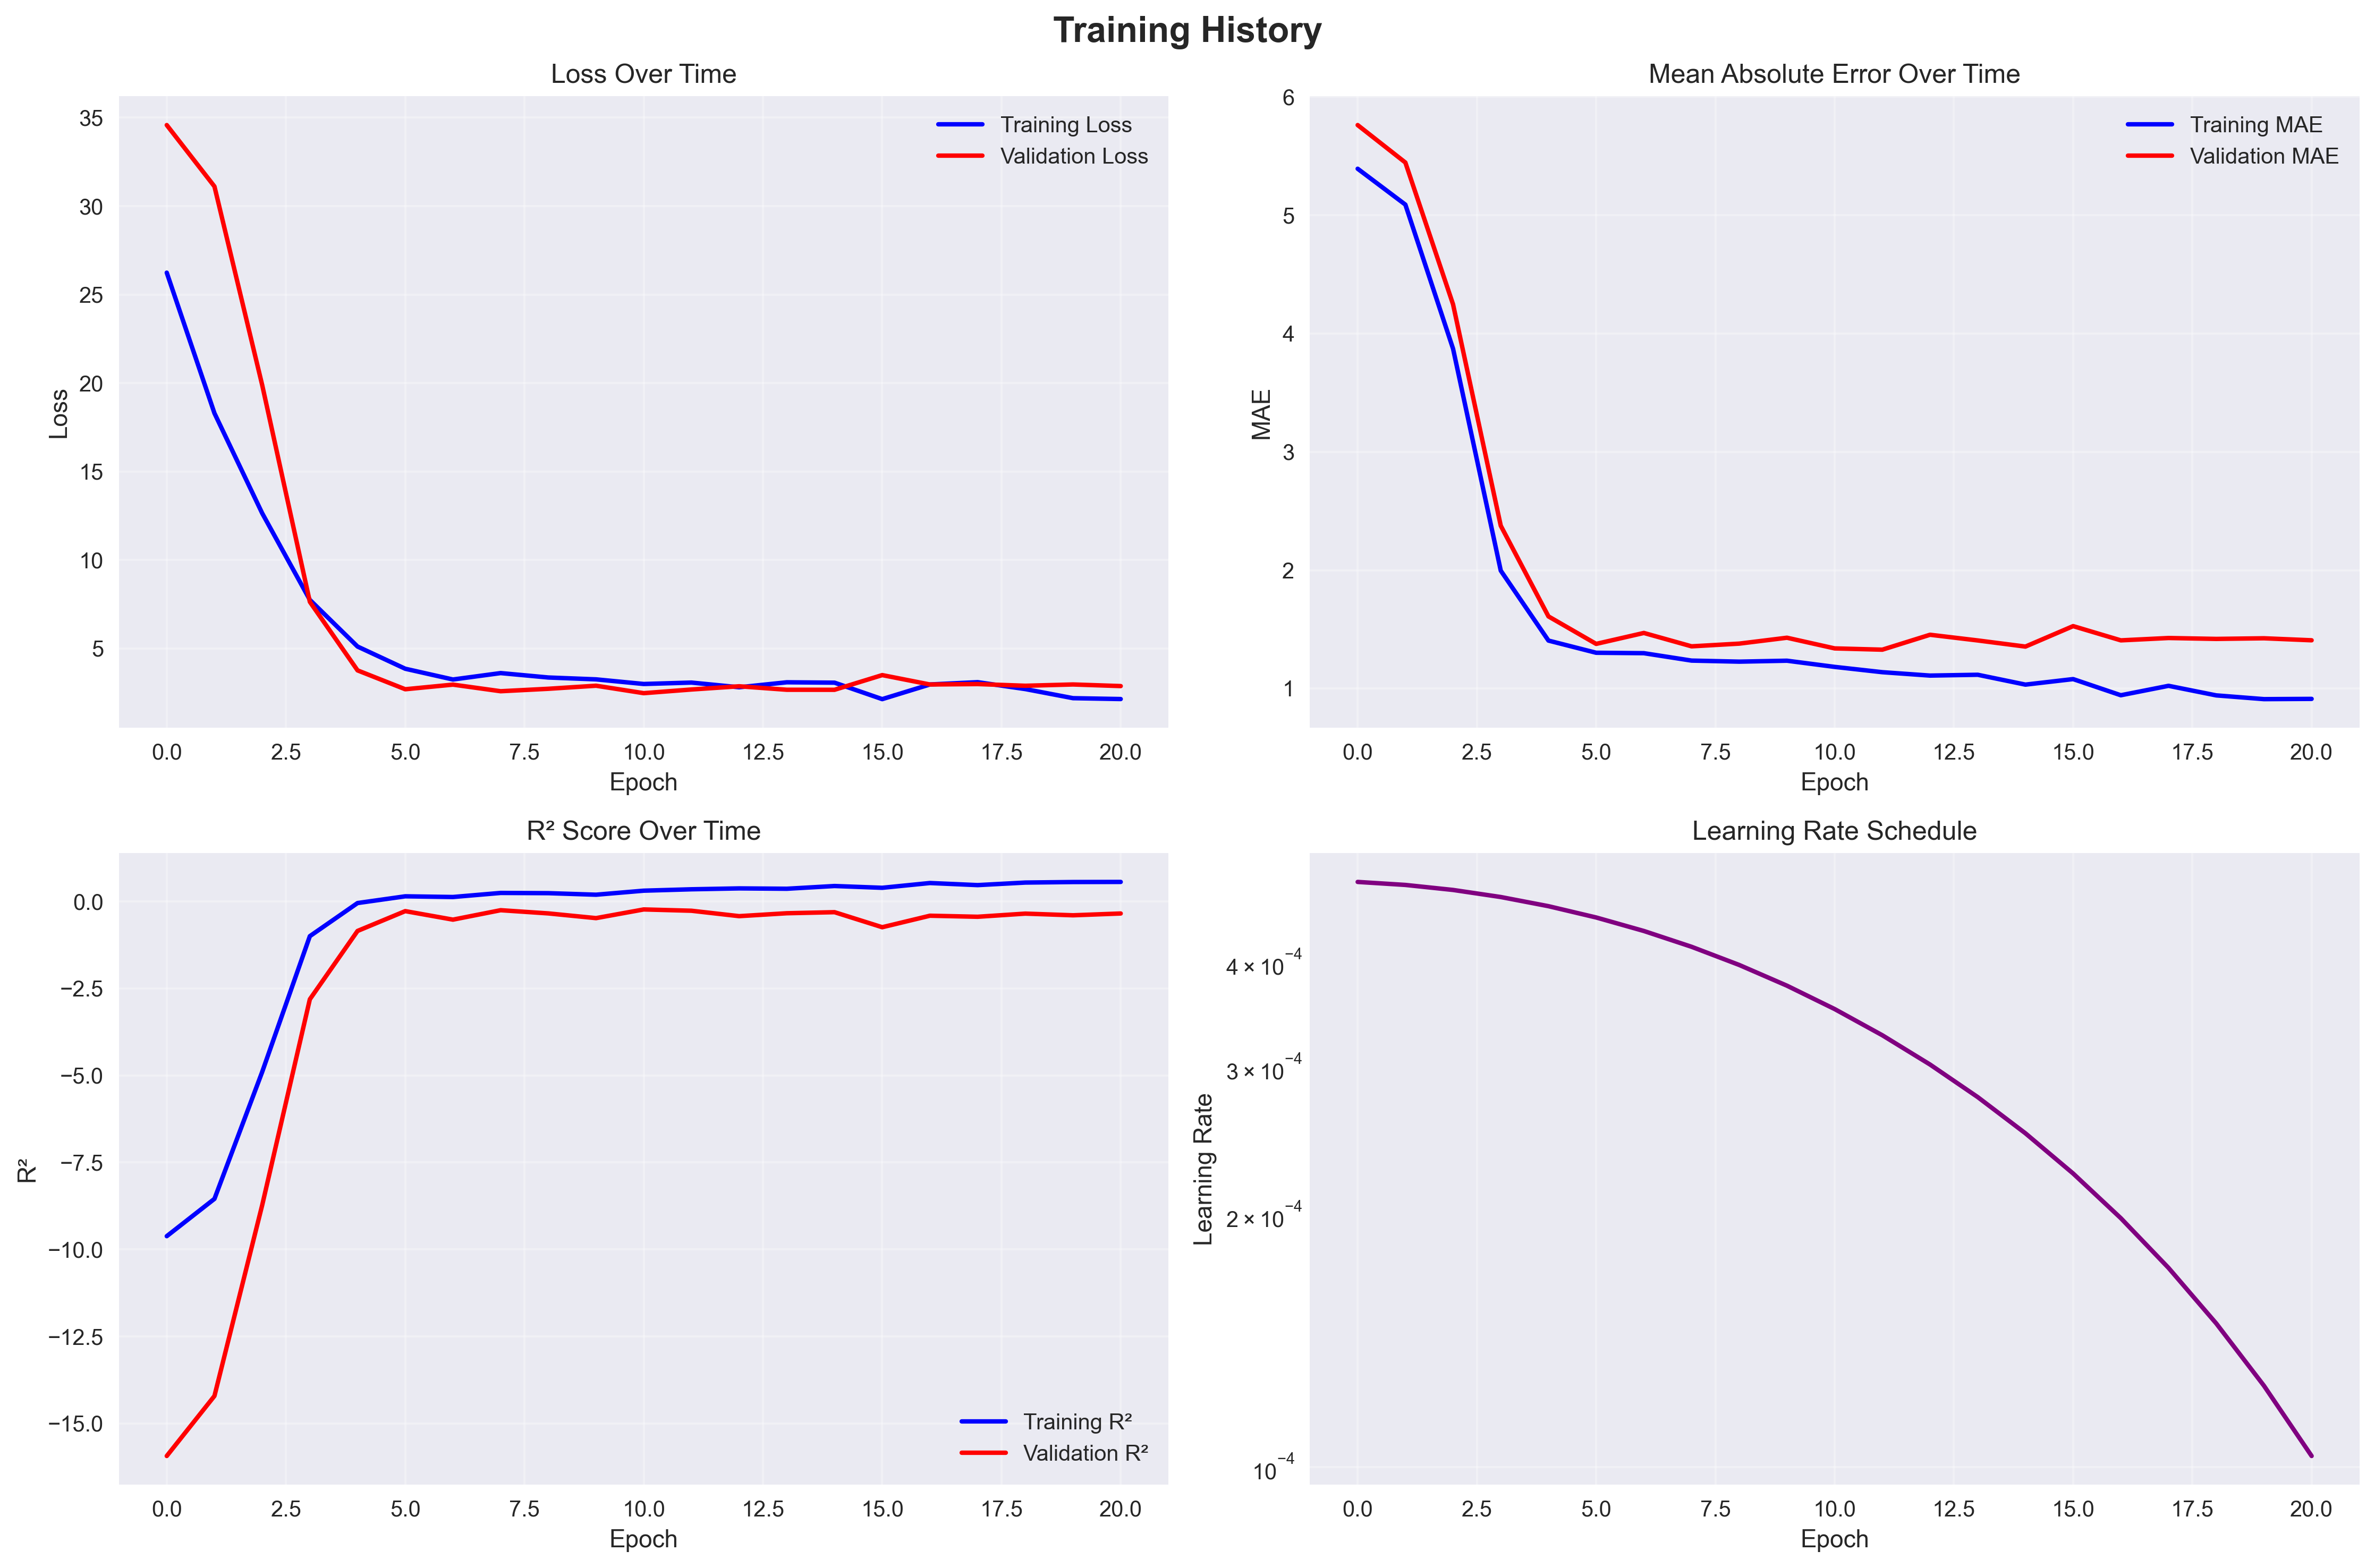 Training History
Loss Over Time
35
30
25
20
15
10
5
Loss
Training Loss
Validation Loss
0.0 2.5 5.0 7.5 10.0 12.5 15.0 17.5 20.0
Epoch
Mean Absolute Error Over Time
6
5
4
3
2
1
MAE
Training MAE
Validation MAE
0.0 2.5 5.0 7.5 10.0 12.5 15.0 17.5 20.0
Epoch
R² Score Over Time
0.0
−2.5
−5.0
−7.5
−10.0
−12.5
−15.0
R²
Training R²
Validation R²
0.0 2.5 5.0 7.5 10.0 12.5 15.0 17.5 20.0
Epoch
Learning Rate Schedule
4 × 10⁻⁴
3 × 10⁻⁴
2 × 10⁻⁴
10⁻⁴
Learning Rate
0.0 2.5 5.0 7.5 10.0 12.5 15.0 17.5 20.0
Epoch